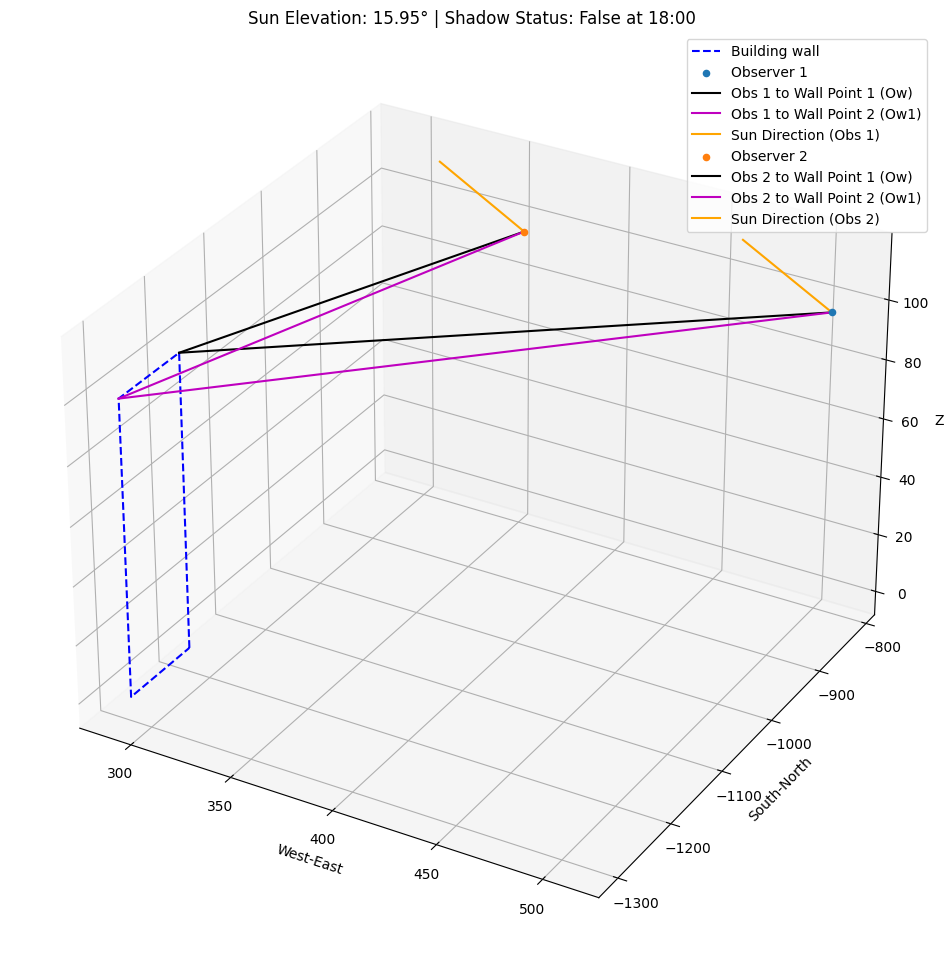 Sun Elevation: 15.95° | Shadow Status: False at 18:00
Building wall
Observer 1
Obs 1 to Wall Point 1 (Ow)
Obs 1 to Wall Point 2 (Ow1)
Sun Direction (Obs 1)
Observer 2
Obs 2 to Wall Point 1 (Ow)
Obs 2 to Wall Point 2 (Ow1)
Sun Direction (Obs 2)
100
80
60
Z
40
20
0
−800
−900
−1000
−1100
−1200
−1300
South-North
300
350
400
450
500
West-East